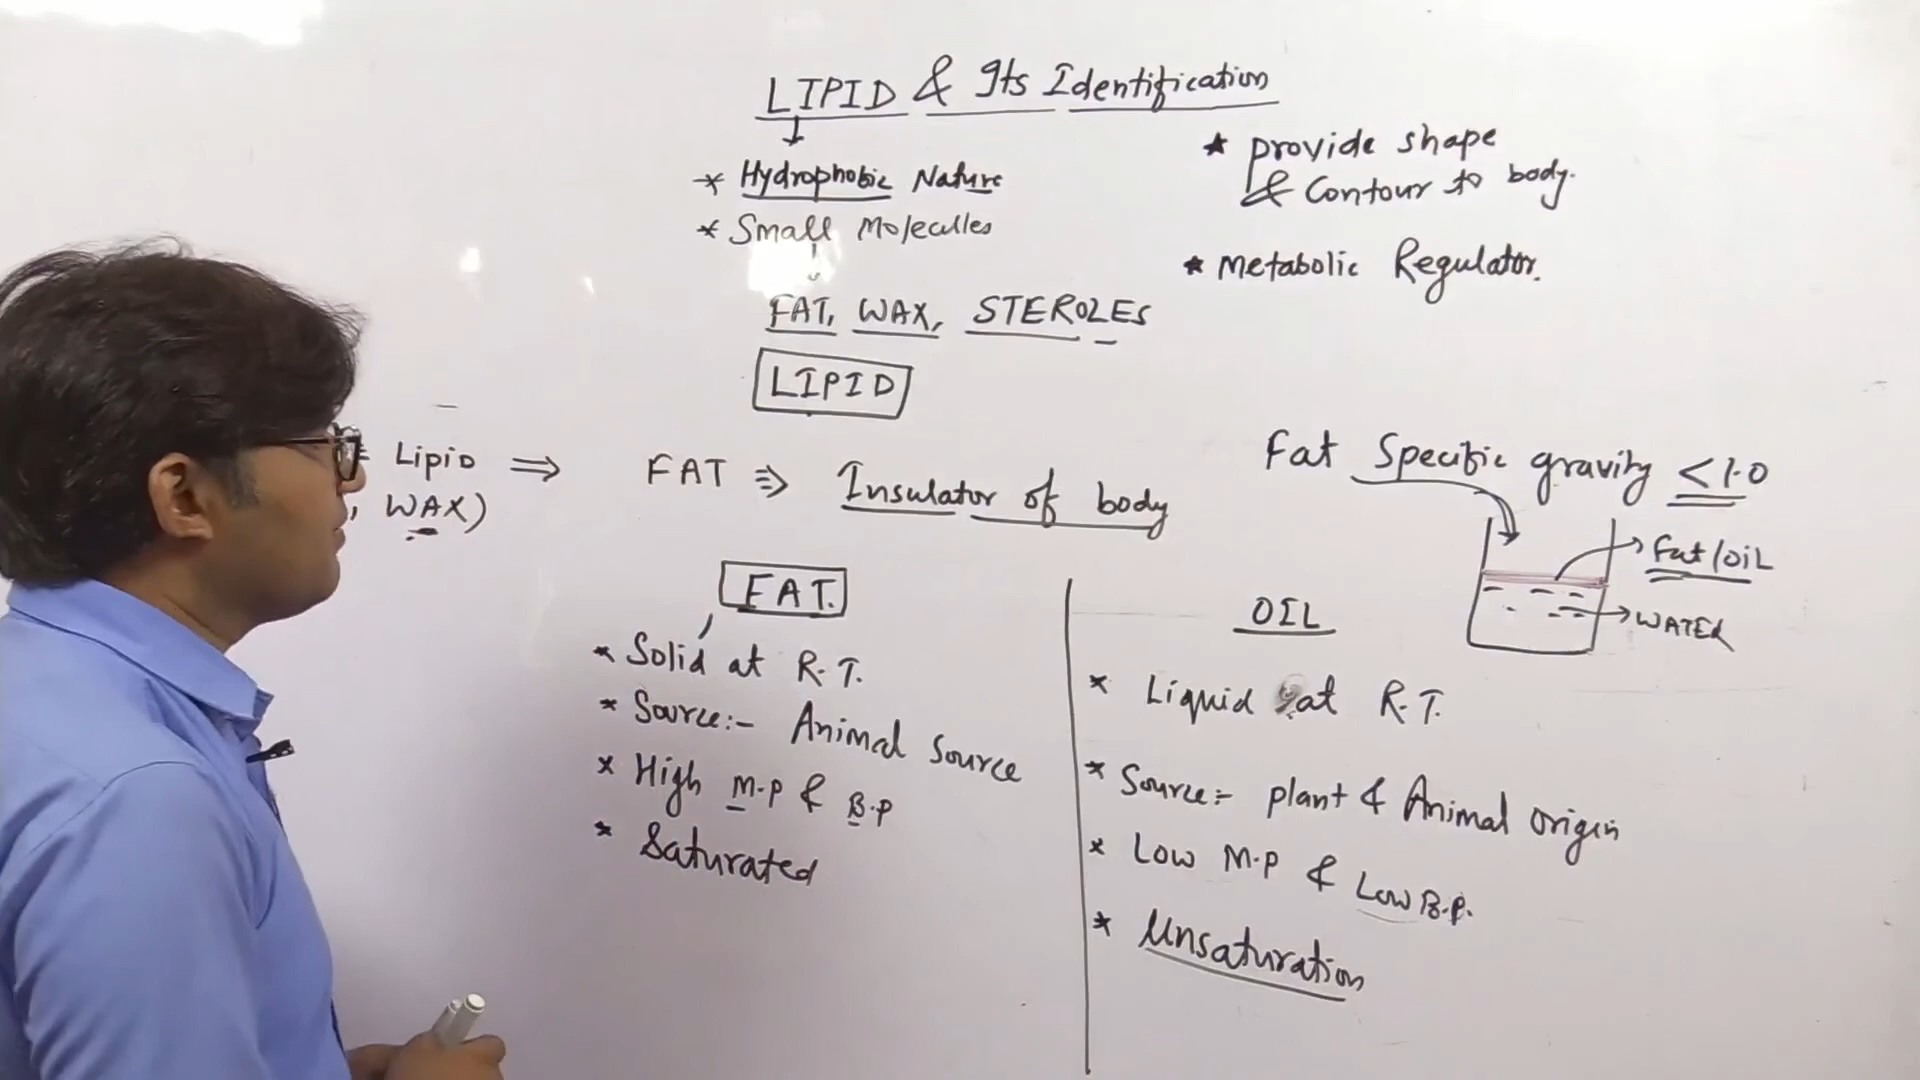 LIPID & Its Identification
* Hydrophobic Nature
* Small Molecules
FAT, WAX, STEROLES
LIPID
* provide shape
& Contour to body.
* Metabolic Regulator.
Lipid ⇒
, WAX)
FAT ⇒ Insulator of body
Fat Specific gravity < 1.0
Fat/OIL
WATER
FAT.
* Solid at R.T.
* Source:- Animal Source
* High M.P & B.P
* Saturated
OIL
* Liquid at R.T.
* Source:- plant & Animal origin
* Low M.P & Low B.P.
* Unsaturation